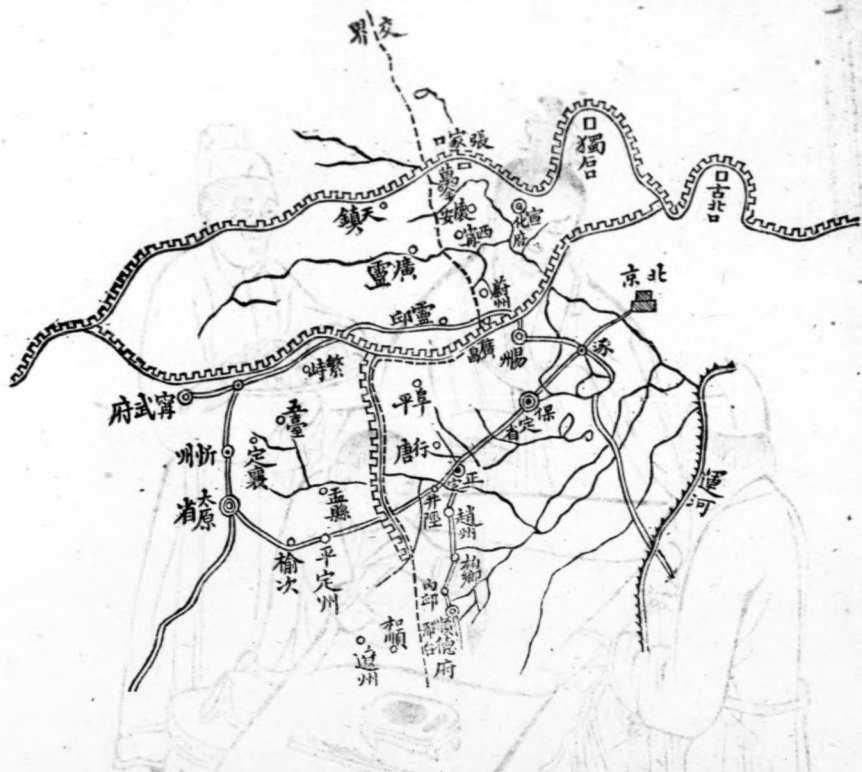 交界
張家口
獨石口
古北口
萬全
懷安
宣化府
天鎮
西甯
廣靈
蔚州
北京
靈邱
廣昌
易州
涿
繁峙
甯武府
阜平
保定省
五臺
行唐
忻州
定襄
正定
運河
盂縣
井陘
太原省
趙州
榆次
平定州
柏鄉
內邱
順德府
和順
遼州